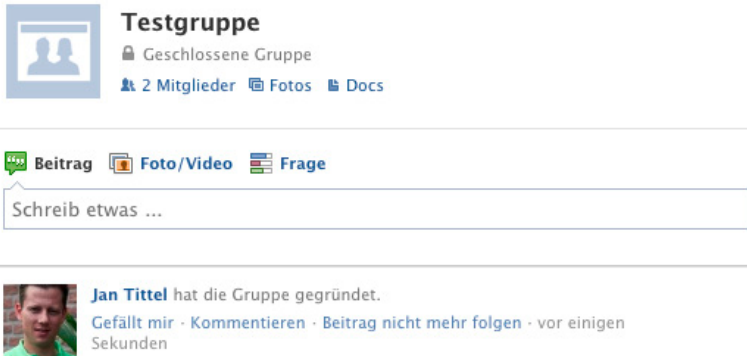 Testgruppe
Geschlossene Gruppe
2 Mitglieder Fotos Docs
Beitrag Foto/Video Frage
Schreib etwas ...
Jan Tittel hat die Gruppe gegründet.
Gefällt mir · Kommentieren · Beitrag nicht mehr folgen · vor einigen
Sekunden